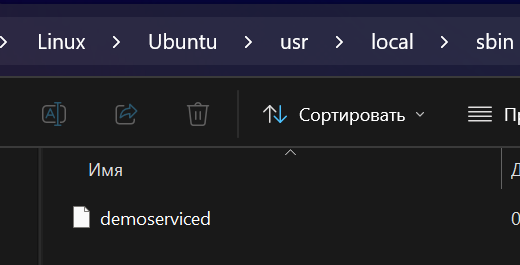 Linux > Ubuntu > usr > local > sbin
Сортировать
Имя
demoserviced